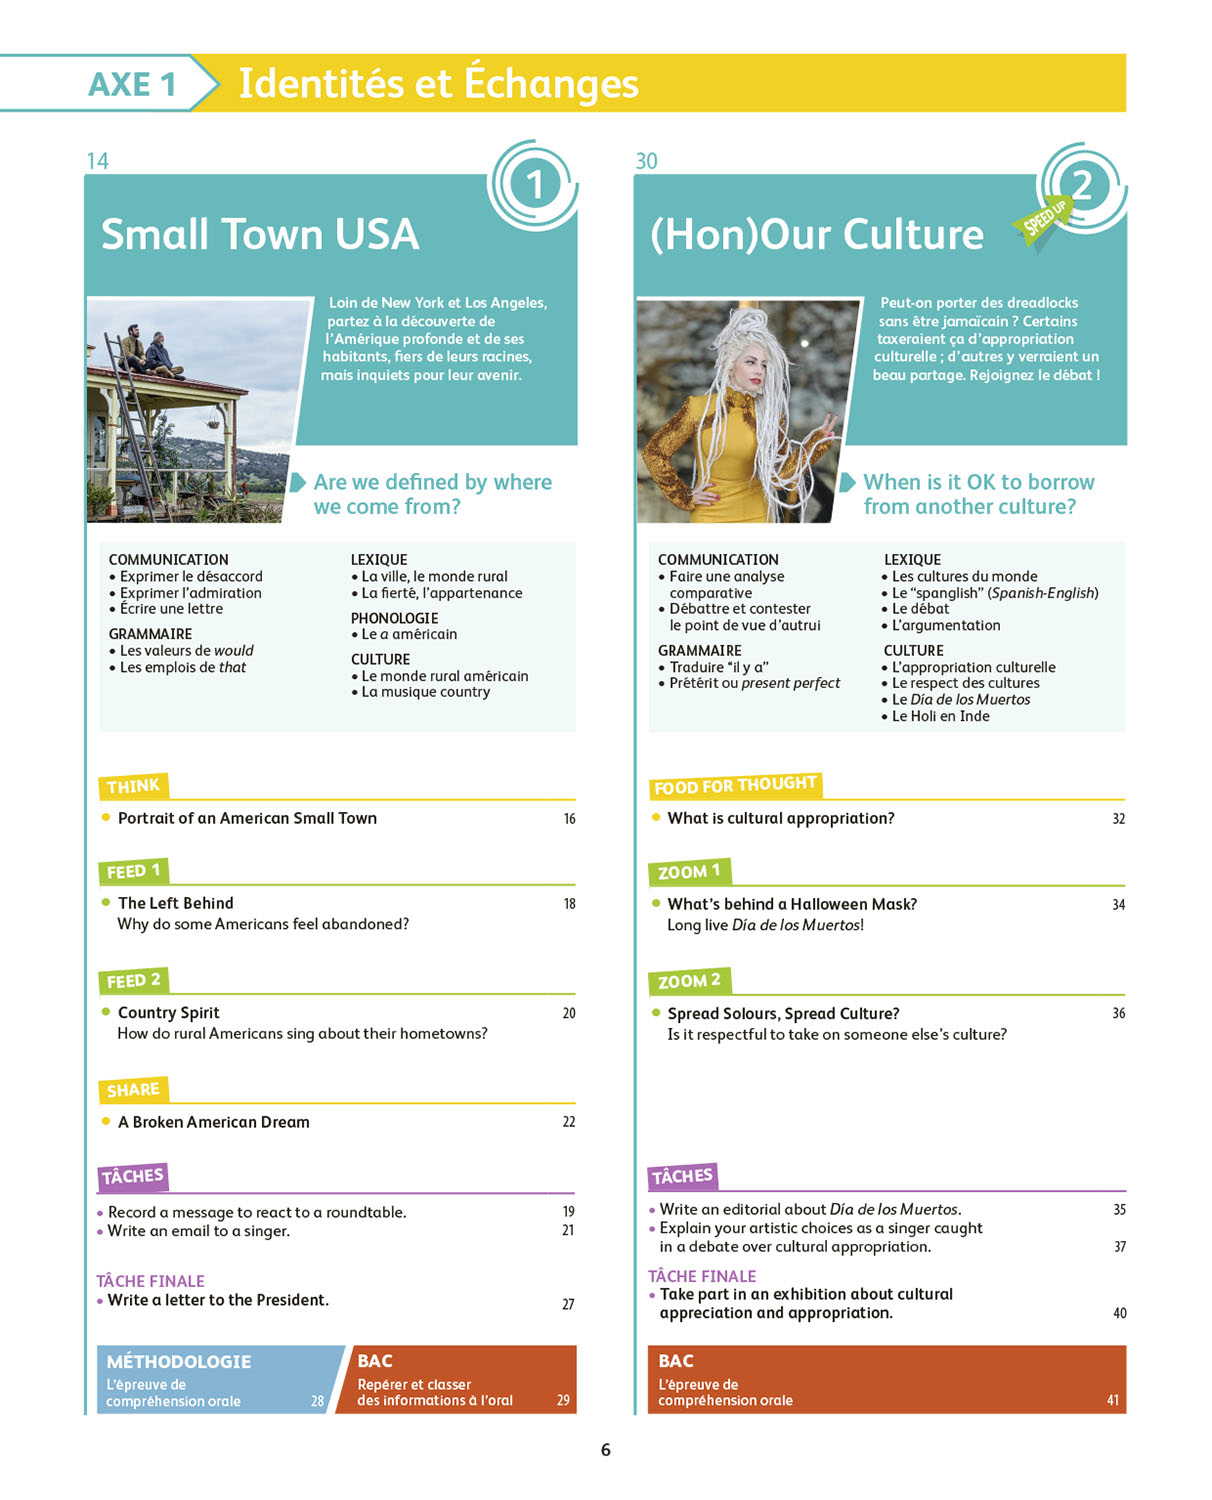 AXE 1
Identités et Échanges
14
1
Small Town USA
Loin de New York et Los Angeles,
partez à la découverte de
l'Amérique profonde et de ses
habitants, fiers de leurs racines,
mais inquiets pour leur avenir.
Are we defined by where
we come from?
COMMUNICATION
• Exprimer le désaccord
• Exprimer l'admiration
• Écrire une lettre
GRAMMAIRE
• Les valeurs de would
• Les emplois de that
LEXIQUE
• La ville, le monde rural
• La fierté, l'appartenance
PHONOLOGIE
• Le a américain
CULTURE
• Le monde rural américain
• La musique country
THINK
• Portrait of an American Small Town 16
FEED 1
• The Left Behind 18
Why do some Americans feel abandoned?
FEED 2
• Country Spirit 20
How do rural Americans sing about their hometowns?
SHARE
• A Broken American Dream 22
TÂCHES
• Record a message to react to a roundtable. 19
• Write an email to a singer. 21
TÂCHE FINALE
• Write a letter to the President. 27
MÉTHODOLOGIE
L'épreuve de
compréhension orale 28
BAC
Repérer et classer
des informations à l'oral 29
30
2
SPEED UP
(Hon)Our Culture
Peut-on porter des dreadlocks
sans être jamaïcain ? Certains
taxeraient ça d'appropriation
culturelle ; d'autres y verraient un
beau partage. Rejoignez le débat !
When is it OK to borrow
from another culture?
COMMUNICATION
• Faire une analyse
comparative
• Débattre et contester
le point de vue d'autrui
GRAMMAIRE
• Traduire "il y a"
• Prétérit ou present perfect
LEXIQUE
• Les cultures du monde
• Le "spanglish" (Spanish-English)
• Le débat
• L'argumentation
CULTURE
• L'appropriation culturelle
• Le respect des cultures
• Le Día de los Muertos
• Le Holi en Inde
FOOD FOR THOUGHT
• What is cultural appropriation? 32
ZOOM 1
• What's behind a Halloween Mask? 34
Long live Día de los Muertos!
ZOOM 2
• Spread Solours, Spread Culture? 36
Is it respectful to take on someone else's culture?
TÂCHES
• Write an editorial about Día de los Muertos. 35
• Explain your artistic choices as a singer caught
in a debate over cultural appropriation. 37
TÂCHE FINALE
• Take part in an exhibition about cultural
appreciation and appropriation. 40
BAC
L'épreuve de
compréhension orale 41
6